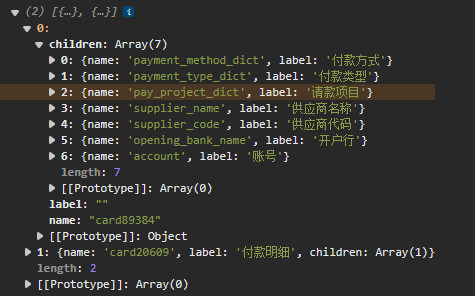 (2) [{…}, {…}] i
0:
children: Array(7)
0: {name: 'payment_method_dict', label: '付款方式'}
1: {name: 'payment_type_dict', label: '付款类型'}
2: {name: 'pay_project_dict', label: '请款项目'}
3: {name: 'supplier_name', label: '供应商名称'}
4: {name: 'supplier_code', label: '供应商代码'}
5: {name: 'opening_bank_name', label: '开户行'}
6: {name: 'account', label: '账号'}
length: 7
[[Prototype]]: Array(0)
label: ""
name: "card89384"
[[Prototype]]: Object
1: {name: 'card20609', label: '付款明细', children: Array(1)}
length: 2
[[Prototype]]: Array(0)